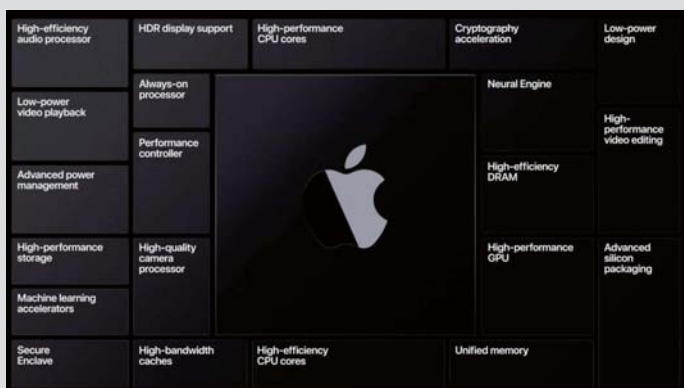 High-efficiency
audio processor
HDR display support
High-performance
CPU cores
Cryptography
acceleration
Low-power
design
Low-power
video playback
Always-on
processor
Neural Engine
High-
performance
video editing
Performance
controller
Advanced power
management
High-efficiency
DRAM
High-performance
storage
High-quality
camera
processor
High-performance
GPU
Advanced
silicon
packaging
Machine learning
accelerators
Secure
Enclave
High-bandwidth
caches
High-efficiency
CPU cores
Unified memory